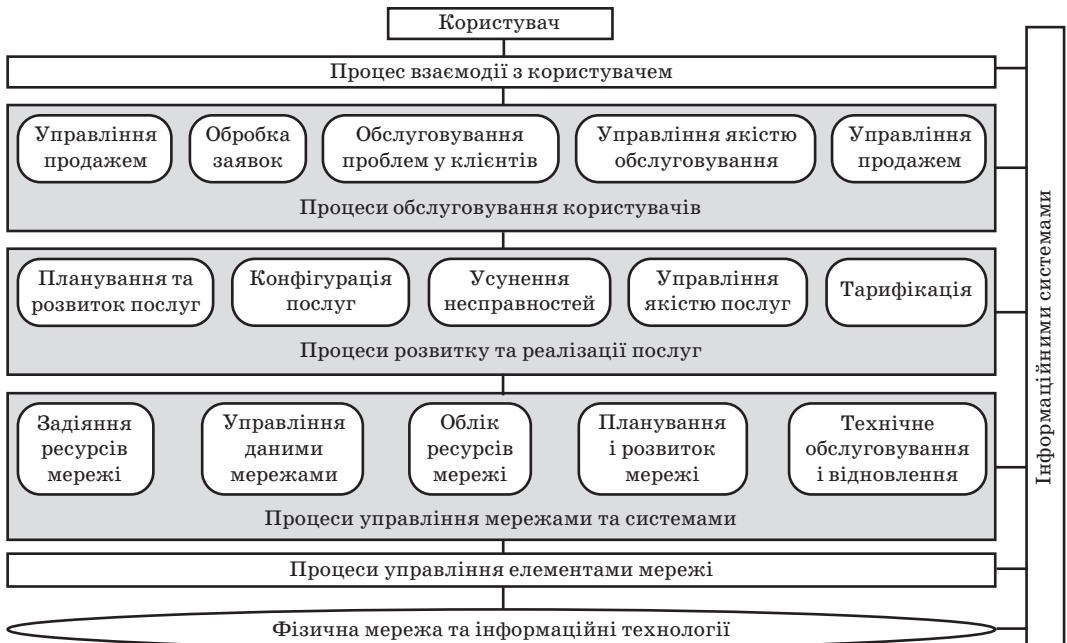 Користувач
Процес взаємодії з користувачем
Управління
продажем
Обробка
заявок
Обслуговування
проблем у клієнтів
Управління якістю
обслуговування
Управління
продажем
Процеси обслуговування користувачів
Планування та
розвиток послуг
Конфігурація
послуг
Усунення
несправностей
Управління
якістю послуг
Тарифікація
Процеси розвитку та реалізації послуг
Задіяння
ресурсів
мережі
Управління
даними
мережами
Облік
ресурсів
мережі
Планування
і розвиток
мережі
Технічне
обслуговування
і відновлення
Процеси управління мережами та системами
Процеси управління елементами мережі
Фізична мережа та інформаційні технології
Інформаційними системами